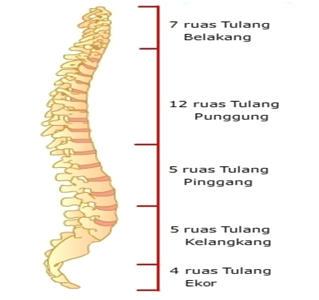 7 ruas Tulang
Belakang
12 ruas Tulang
Punggung
5 ruas Tulang
Pinggang
5 ruas Tulang
Kelangkang
4 ruas Tulang
Ekor